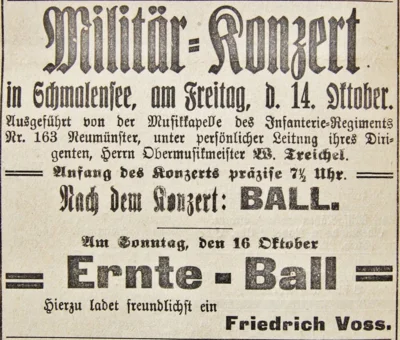 Militär-Konzert
in Schmalensee, am Freitag, d. 14. Oktober.
Ausgeführt von der Musikkapelle des Infanterie-Regiments
Nr. 163 Neumünster, unter persönlicher Leitung ihres Diri-
genten, Herrn Obermusikmeister W. Treichel.
Anfang des Konzerts präzise 7½ Uhr.
Nach dem Konzert: BALL.
Am Sonntag, den 16 Oktober
Ernte-Ball
Hierzu ladet freundlichst ein
Friedrich Voss.